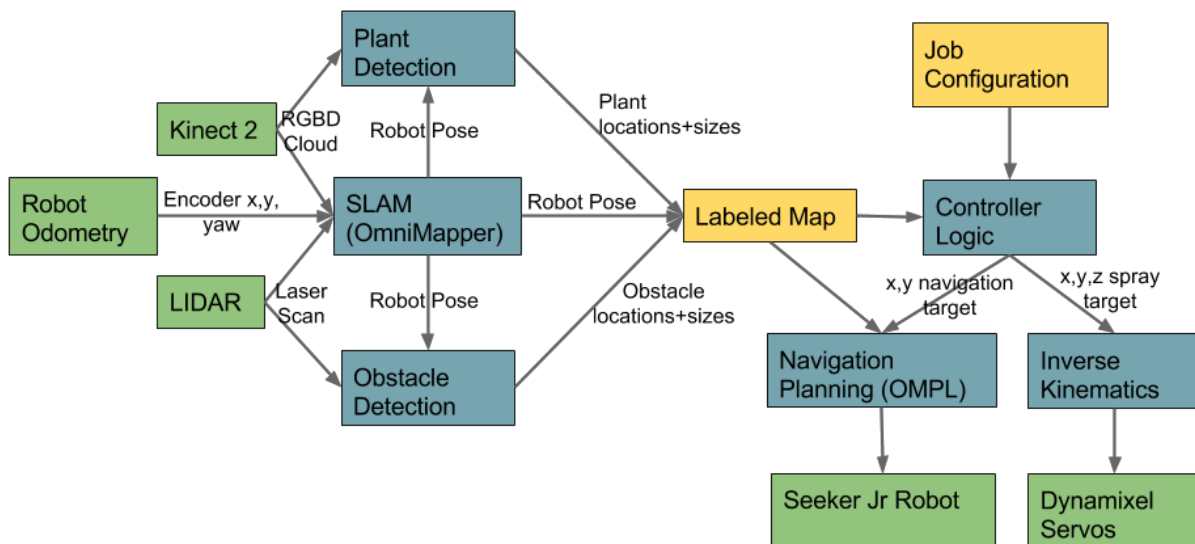 Plant
Detection
Job
Configuration
Kinect 2
RGBD
Cloud
Robot Pose
Plant
locations+sizes
Robot
Odometry
Encoder x,y,
yaw
SLAM
(OmniMapper)
Robot Pose
Labeled Map
Controller
Logic
LIDAR
Laser
Scan
Robot Pose
Obstacle
locations+sizes
x,y navigation
target
x,y,z spray
target
Obstacle
Detection
Navigation
Planning (OMPL)
Inverse
Kinematics
Seeker Jr Robot
Dynamixel
Servos